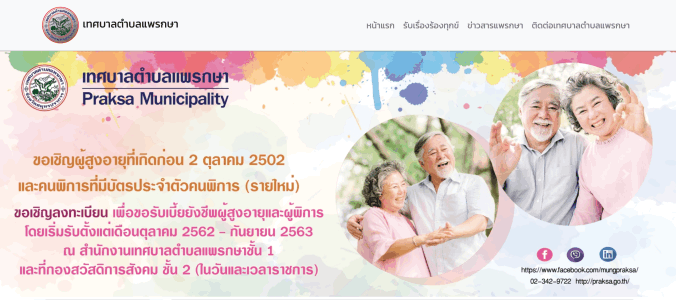 เทศบาลตำบลแพรกษา
หน้าแรก รับเรื่องร้องทุกข์ ข่าวสารแพรกษา ติดต่อเทศบาลตำบลแพรกษา
เทศบาลตำบลแพรกษา
Praksa Municipality
ขอเชิญผู้สูงอายุที่เกิดก่อน 2 ตุลาคม 2502
และคนพิการที่มีบัตรประจำตัวคนพิการ (รายใหม่)
ขอเชิญลงทะเบียน เพื่อขอรับเบี้ยยังชีพผู้สูงอายุและผู้พิการ
โดยเริ่มรับตั้งแต่เดือนตุลาคม 2562 - กันยายน 2563
ณ สำนักงานเทศบาลตำบลแพรกษาชั้น 1
และที่กองสวัสดิการสังคม ชั้น 2 (ในวันและเวลาราชการ)
https://www.facebook.com/mungpraksa/
02-342-9722 http://praksa.go.th/